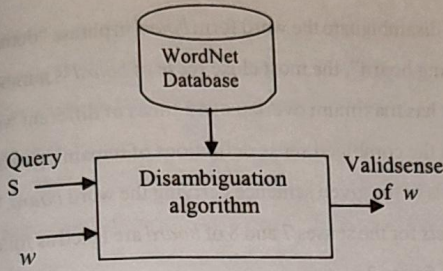 WordNet
Database
Query
S
Disambiguation
algorithm
Validsense
of w
w